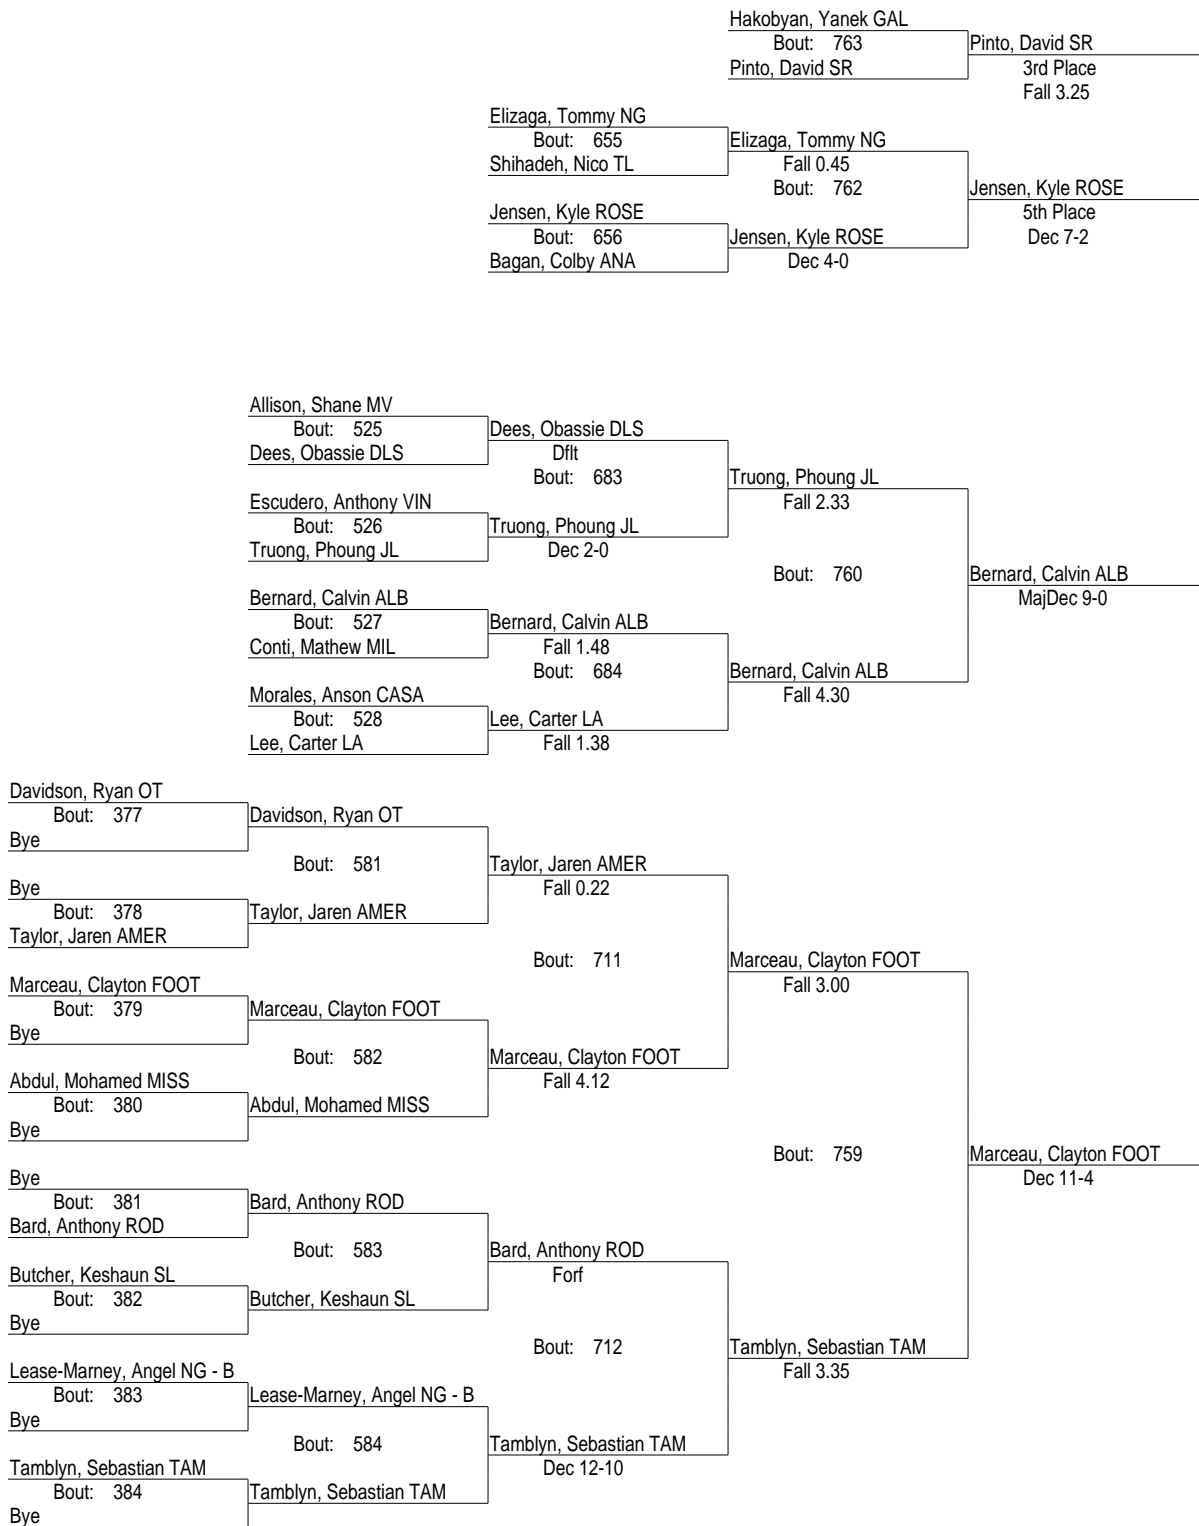 Hakobyan, Yanek GAL
Bout: 763
Pinto, David SR
Pinto, David SR
3rd Place
Fall 3.25
Elizaga, Tommy NG
Bout: 655
Shihadeh, Nico TL
Elizaga, Tommy NG
Fall 0.45
Bout: 762
Jensen, Kyle ROSE
5th Place
Dec 7-2
Jensen, Kyle ROSE
Bout: 656
Bagan, Colby ANA
Jensen, Kyle ROSE
Dec 4-0
Allison, Shane MV
Bout: 525
Dees, Obassie DLS
Dees, Obassie DLS
Dflt
Bout: 683
Truong, Phoung JL
Fall 2.33
Escudero, Anthony VIN
Bout: 526
Truong, Phoung JL
Truong, Phoung JL
Dec 2-0
Bout: 760
Bernard, Calvin ALB
MajDec 9-0
Bernard, Calvin ALB
Bout: 527
Conti, Mathew MIL
Bernard, Calvin ALB
Fall 1.48
Bout: 684
Bernard, Calvin ALB
Fall 4.30
Morales, Anson CASA
Bout: 528
Lee, Carter LA
Lee, Carter LA
Fall 1.38
Davidson, Ryan OT
Bout: 377
Bye
Davidson, Ryan OT
Bout: 581
Taylor, Jaren AMER
Fall 0.22
Bye
Bout: 378
Taylor, Jaren AMER
Taylor, Jaren AMER
Bout: 711
Marceau, Clayton FOOT
Fall 3.00
Marceau, Clayton FOOT
Bout: 379
Bye
Marceau, Clayton FOOT
Bout: 582
Marceau, Clayton FOOT
Fall 4.12
Abdul, Mohamed MISS
Bout: 380
Bye
Abdul, Mohamed MISS
Bout: 759
Marceau, Clayton FOOT
Dec 11-4
Bye
Bout: 381
Bard, Anthony ROD
Bard, Anthony ROD
Bout: 583
Bard, Anthony ROD
Forf
Butcher, Keshaun SL
Bout: 382
Bye
Butcher, Keshaun SL
Bout: 712
Tamblyn, Sebastian TAM
Fall 3.35
Lease-Marney, Angel NG - B
Bout: 383
Bye
Lease-Marney, Angel NG - B
Bout: 584
Tamblyn, Sebastian TAM
Dec 12-10
Tamblyn, Sebastian TAM
Bout: 384
Bye
Tamblyn, Sebastian TAM